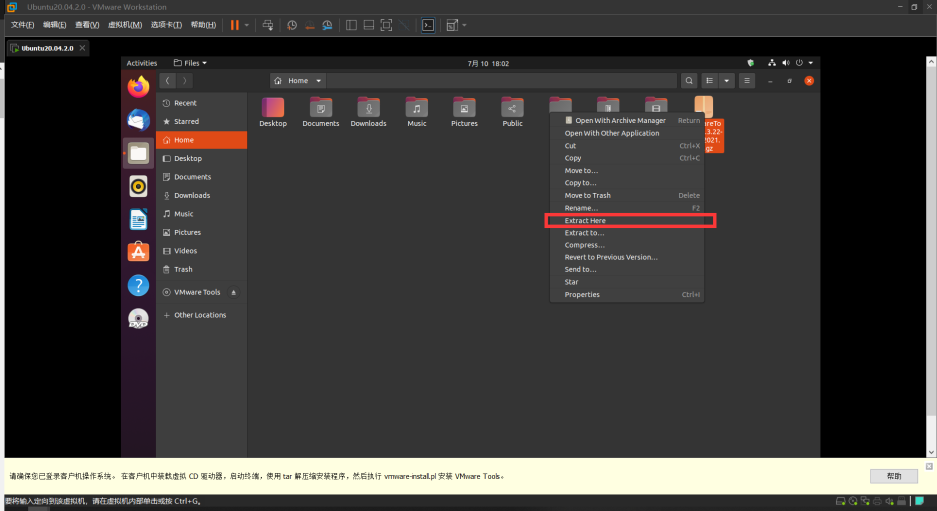 Ubuntu20.04.2.0 - VMware Workstation
文件(F) 编辑(E) 查看(V) 虚拟机(M) 选项卡(T) 帮助(H)
Ubuntu20.04.2.0
Activities Files 7月 10 18:02
Home
Recent
Starred
Home
Desktop
Documents
Downloads
Music
Pictures
Videos
Trash
VMware Tools
Other Locations
Desktop Documents Downloads Music Pictures Public
reTo
.3.22-
2021.
gz
Open With Archive Manager Return
Open With Other Application
Cut Ctrl+X
Copy Ctrl+C
Move to…
Copy to…
Move to Trash Delete
Rename… F2
Extract Here
Extract to…
Compress…
Revert to Previous Version…
Send to…
Star
Properties Ctrl+I
DVD
请确保您已登录客户机操作系统。在客户机中装载虚拟 CD 驱动器，启动终端，使用 tar 解压缩安装程序，然后执行 vmware-install.pl 安装 VMware Tools。
帮助
要将输入定向到该虚拟机，请在虚拟机内部单击或按 Ctrl+G。